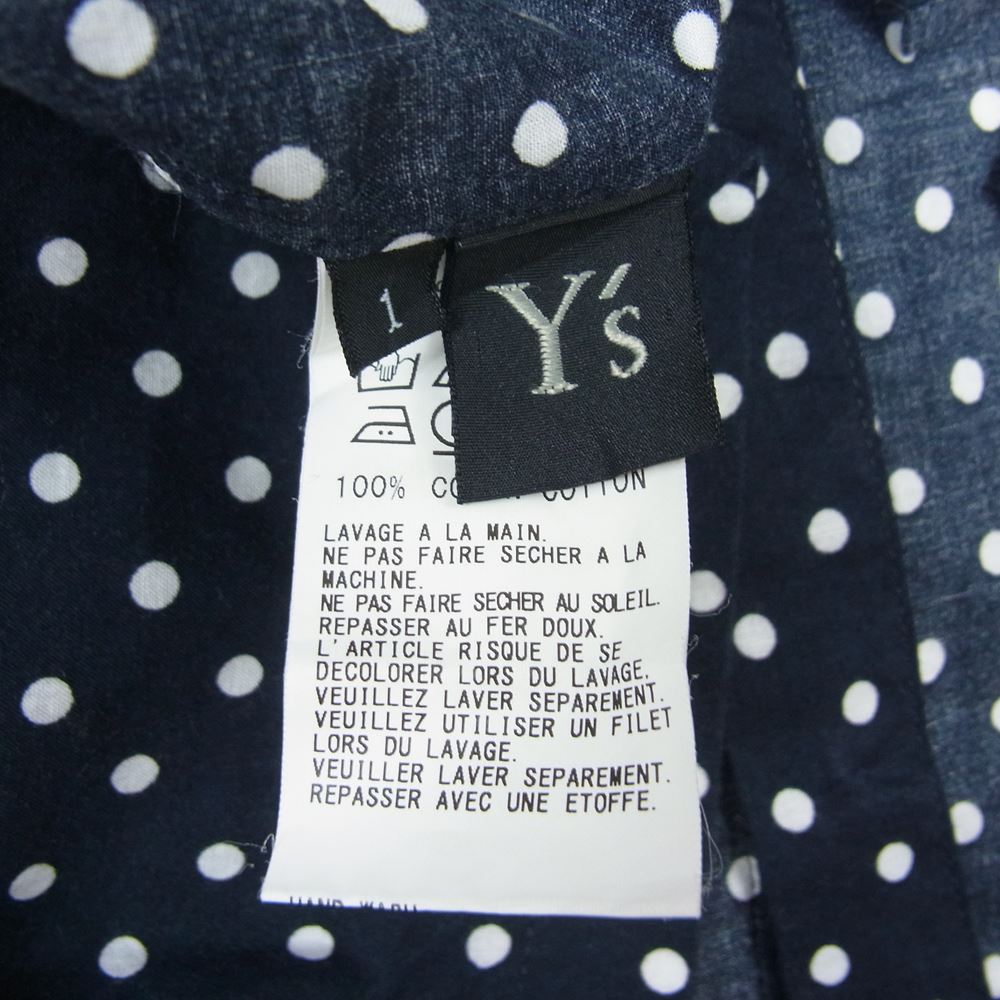 1
Y's
100% COTTON
LAVAGE A LA MAIN.
NE PAS FAIRE SECHER A LA
MACHINE.
NE PAS FAIRE SECHER AU SOLEIL.
REPASSER AU FER DOUX.
L'ARTICLE RISQUE DE SE
DECOLORER LORS DU LAVAGE.
VEUILLEZ LAVER SEPAREMENT.
VEUILLEZ UTILISER UN FILET
LORS DU LAVAGE.
VEUILLER LAVER SEPAREMENT.
REPASSER AVEC UNE ETOFFE.